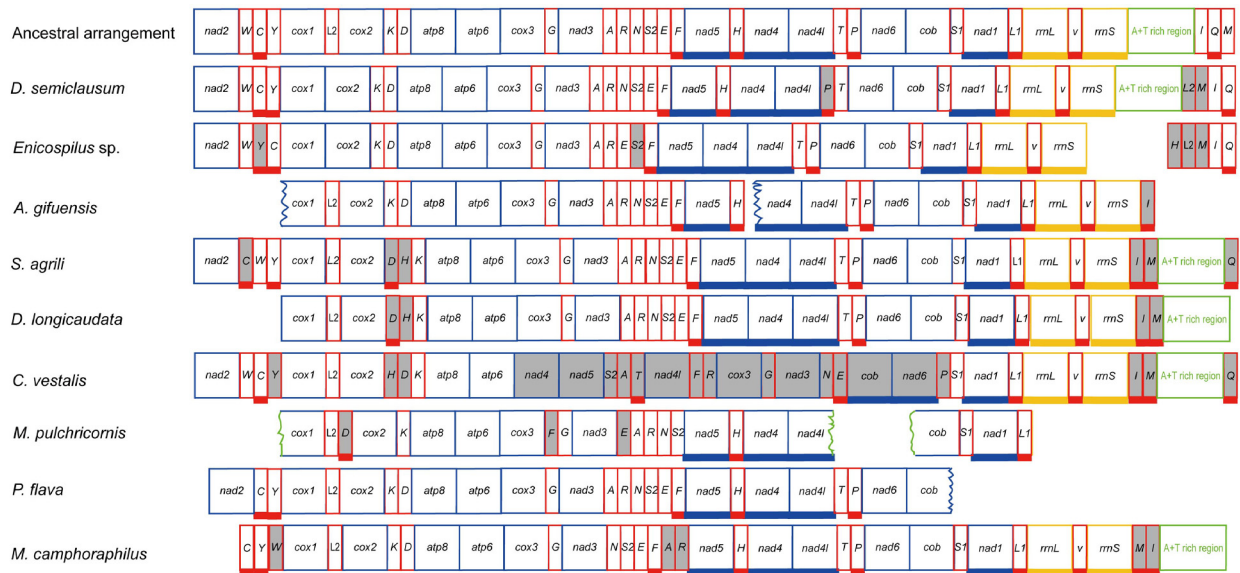 Ancestral arrangement nad2 W C Y cox1 L2 cox2 K D atp8 atp6 cox3 G nad3 A R N S2 E F nad5 H nad4 nad4l T P nad6 cob S1 nad1 L1 rrnL v rrnS A+T rich region I Q M
D. semiclausum nad2 W C Y cox1 cox2 K D atp8 atp6 cox3 G nad3 A R N S2 E F nad5 H nad4 nad4l P T nad6 cob S1 nad1 L1 rrnL v rrnS A+T rich region L2 M I Q
Enicospilus sp. nad2 W Y C cox1 cox2 K D atp8 atp6 cox3 G nad3 A R E S2 F nad5 nad4 nad4l T P nad6 cob S1 nad1 L1 rrnL v rrnS H L2 M I Q
A. gifuensis cox1 L2 cox2 K D atp8 atp6 cox3 G nad3 A R N S2 E F nad5 H nad4 nad4l T P nad6 cob S1 nad1 L1 rrnL v rrnS I
S. agrili nad2 C W Y cox1 L2 cox2 D H K atp8 atp6 cox3 G nad3 A R N S2 E F nad5 nad4 nad4l T P nad6 cob S1 nad1 L1 rrnL v rrnS I M A+T rich region Q
D. longicaudata cox1 L2 cox2 D H K atp8 atp6 cox3 G nad3 A R N S2 E F nad5 nad4 nad4l T P nad6 cob S1 nad1 L1 rrnL v rrnS I M A+T rich region
C. vestalis nad2 W C Y cox1 L2 cox2 H D K atp8 atp6 nad4 nad5 S2 A T nad4l F R cox3 G nad3 N E cob nad6 P S1 nad1 L1 rrnL v rrnS I M A+T rich region Q
M. pulchricornis cox1 L2 D cox2 K atp8 atp6 cox3 F G nad3 E A R N S2 nad5 H nad4 nad4l cob S1 nad1 L1
P. flava nad2 C Y cox1 L2 cox2 K D atp8 atp6 cox3 G nad3 A R N S2 E F nad5 H nad4 nad4l T P nad6 cob
M. camphoraphilus C Y W cox1 L2 cox2 K D atp8 atp6 cox3 G nad3 N S2 E F A R nad5 H nad4 nad4l T P nad6 cob S1 nad1 L1 rrnL v rrnS M I A+T rich region